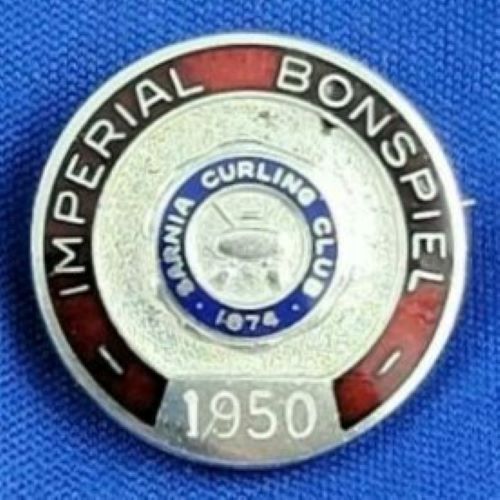 - IMPERIAL BONSPIEL -
SARNIA CURLING CLUB
· 1874 ·
1950